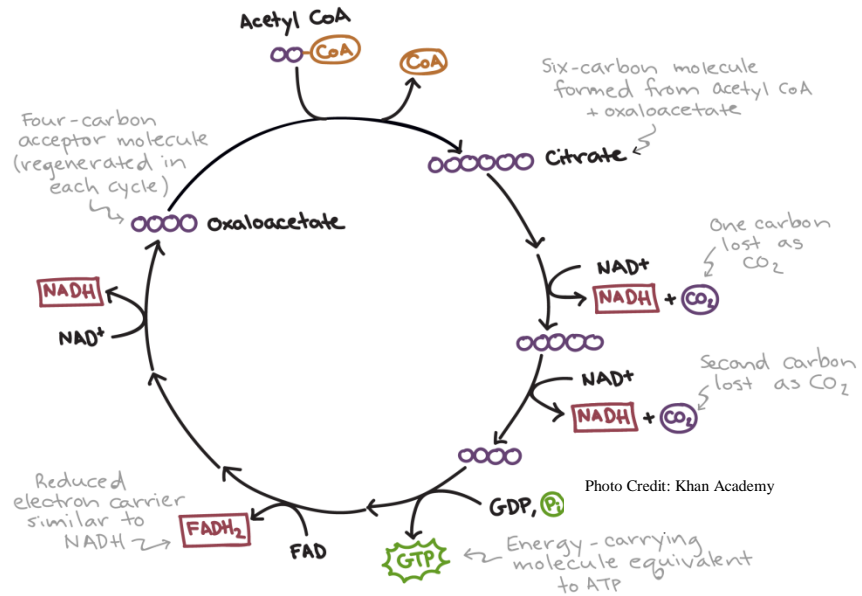 Acetyl CoA
CoA
CoA
Six-carbon molecule
formed from acetyl CoA
+ oxaloacetate
Four-carbon
acceptor molecule
(regenerated in
each cycle)
Citrate
Oxaloacetate
One carbon
lost as
CO2
NAD+
NADH + CO2
NADH
NAD+
Second carbon
lost as CO2
NAD+
NADH + CO2
Reduced
electron carrier
similar to
NADH
FADH2
FAD
GDP, Pi
GTP
Photo Credit: Khan Academy
Energy-carrying
molecule equivalent
to ATP